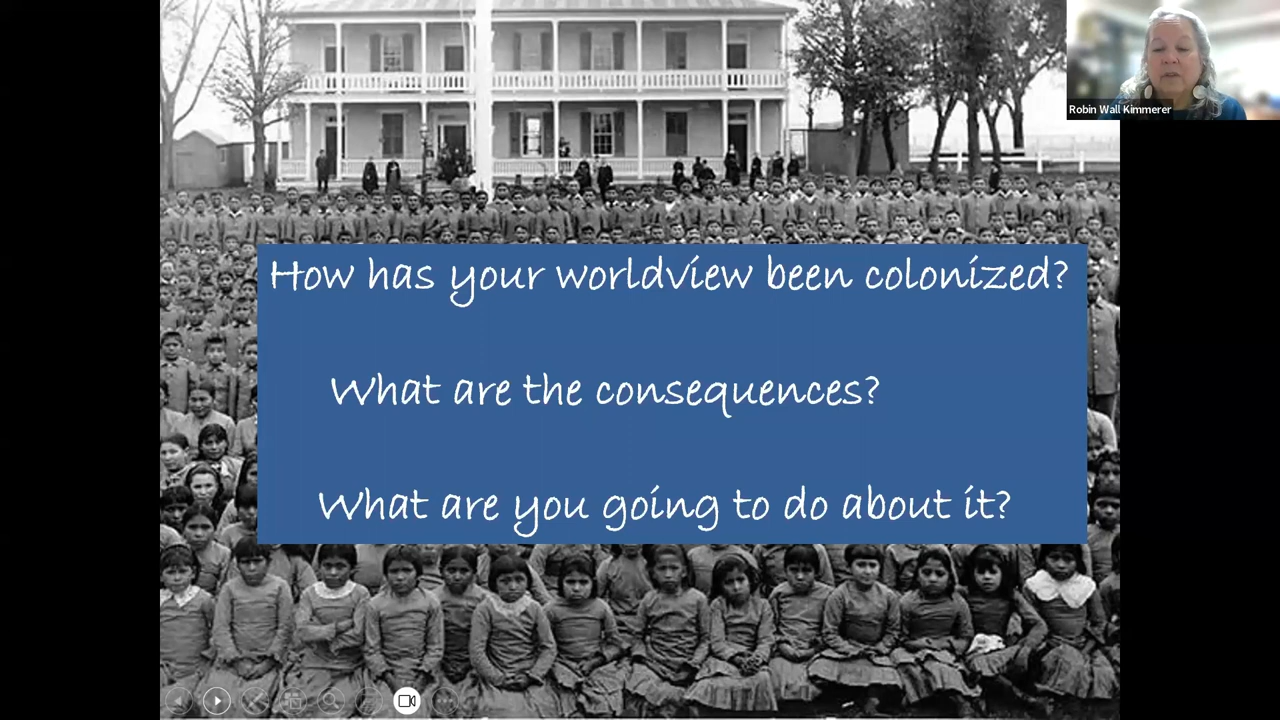 Robin Wall Kimmerer
How has your worldview been colonized?
What are the consequences?
What are you going to do about it?